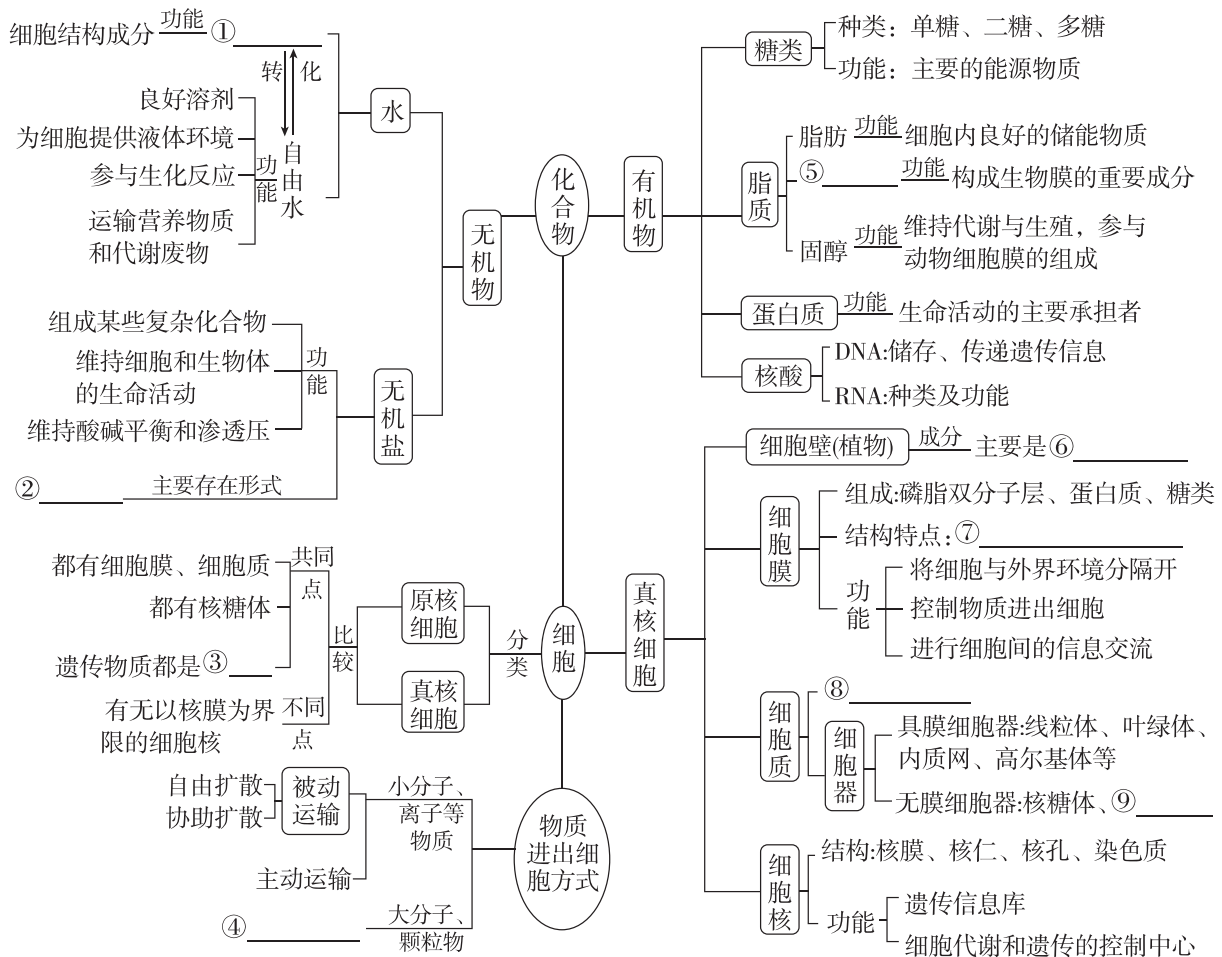 细胞结构成分 功能 ①
转 化
良好溶剂
为细胞提供液体环境
参与生化反应
运输营养物质
和代谢废物
功能
自由水
水
组成某些复杂化合物
维持细胞和生物体
的生命活动
维持酸碱平衡和渗透压
功能
② 主要存在形式
无机盐
无机物
化合物
有机物
糖类
种类：单糖、二糖、多糖
功能：主要的能源物质
脂质
脂肪 功能 细胞内良好的储能物质
⑤ 功能 构成生物膜的重要成分
固醇 功能 维持代谢与生殖，参与
动物细胞膜的组成
蛋白质 功能 生命活动的主要承担者
核酸
DNA:储存、传递遗传信息
RNA:种类及功能
都有细胞膜、细胞质
都有核糖体
遗传物质都是③
共同点
有无以核膜为界
限的细胞核
不同点
比较
原核细胞
真核细胞
分类
细胞
真核细胞
细胞壁(植物) 成分 主要是⑥
细胞膜
组成:磷脂双分子层、蛋白质、糖类
结构特点:⑦
功能
将细胞与外界环境分隔开
控制物质进出细胞
进行细胞间的信息交流
细胞质
⑧
细胞器
具膜细胞器:线粒体、叶绿体、
内质网、高尔基体等
无膜细胞器:核糖体、⑨
细胞核
结构:核膜、核仁、核孔、染色质
功能
遗传信息库
细胞代谢和遗传的控制中心
自由扩散
协助扩散
被动
运输
主动运输
小分子、
离子等
物质
④
大分子、
颗粒物
物质
进出细
胞方式